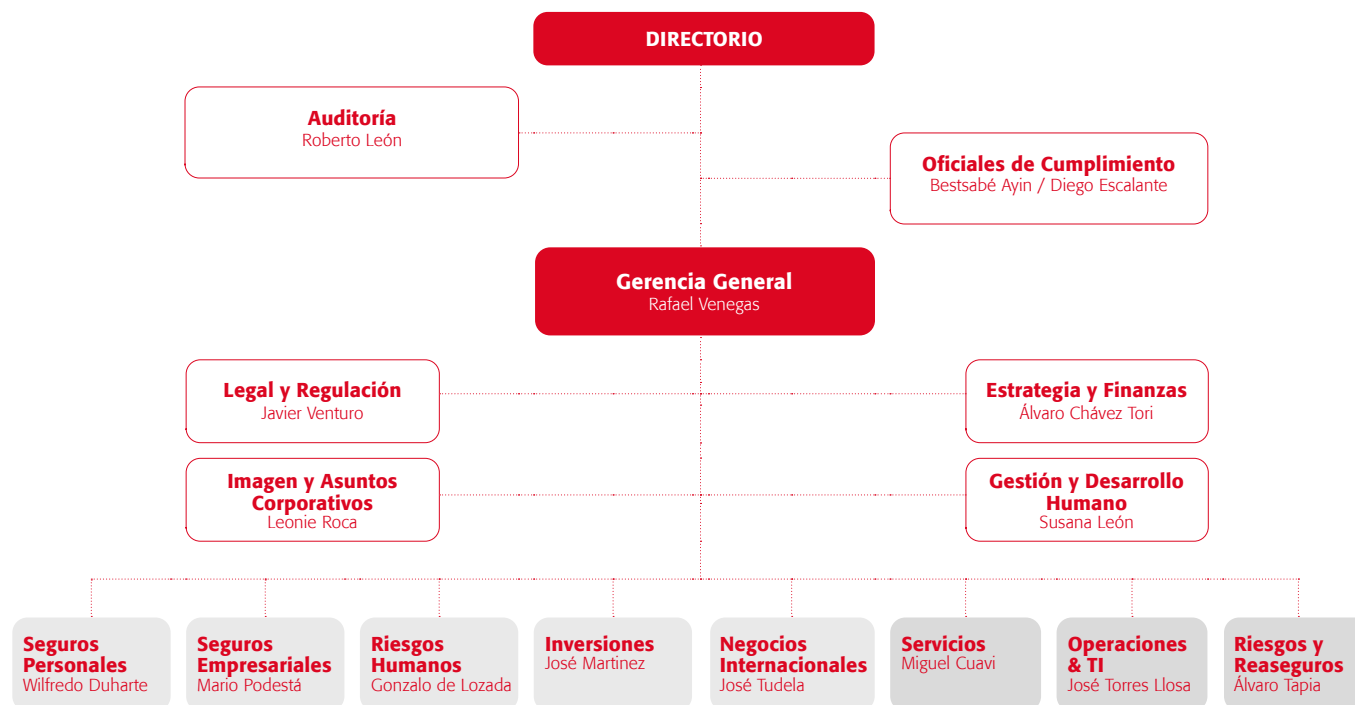 DIRECTORIO
Auditoría
Roberto León
Oficiales de Cumplimiento
Bestsabé Ayin / Diego Escalante
Gerencia General
Rafael Venegas
Legal y Regulación
Javier Venturo
Estrategia y Finanzas
Álvaro Chávez Tori
Imagen y Asuntos
Corporativos
Leonie Roca
Gestión y Desarrollo
Humano
Susana León
Seguros
Personales
Wilfredo Duharte
Seguros
Empresariales
Mario Podestá
Riesgos
Humanos
Gonzalo de Lozada
Inversiones
José Martinez
Negocios
Internacionales
José Tudela
Servicios
Miguel Cuavi
Operaciones
& TI
José Torres Llosa
Riesgos y
Reaseguros
Álvaro Tapia